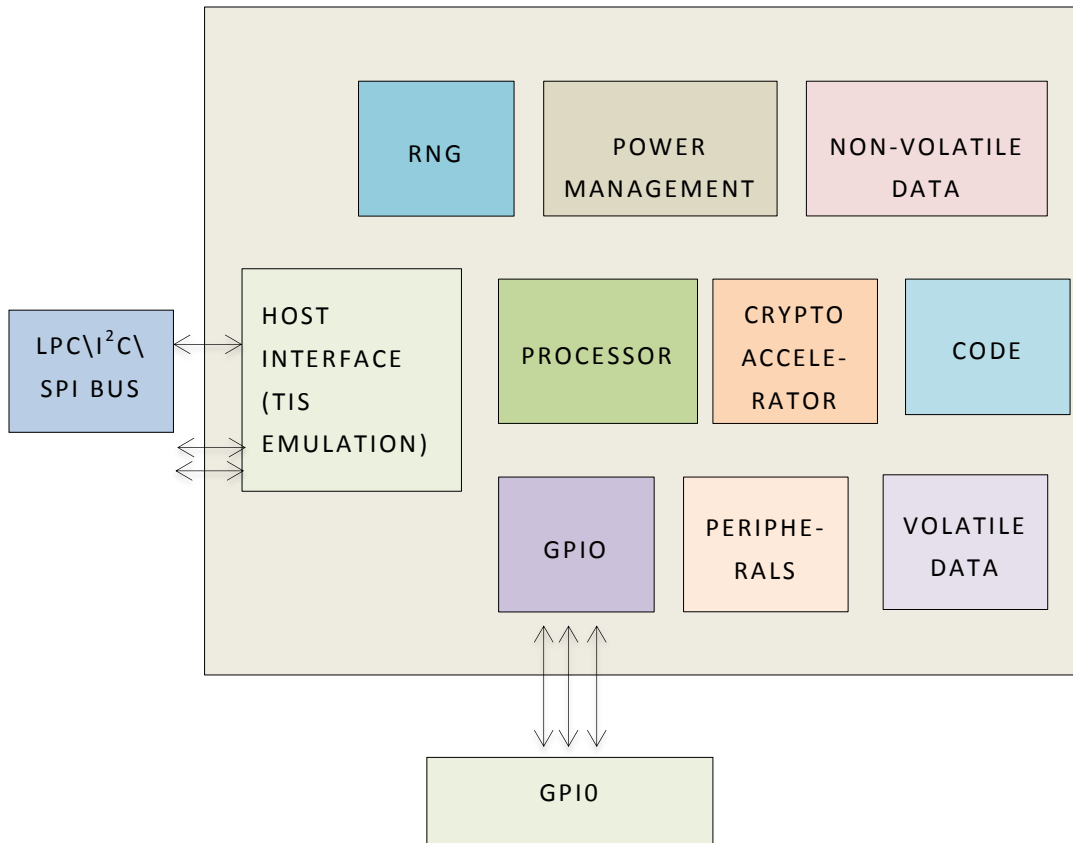 RNG
POWER
MANAGEMENT
NON-VOLATILE
DATA
LPC\I²C\
SPI BUS
HOST
INTERFACE
(TIS
EMULATION)
PROCESSOR
CRYPTO
ACCELE-
RATOR
CODE
GPIO
PERIPHE-
RALS
VOLATILE
DATA
GPI0